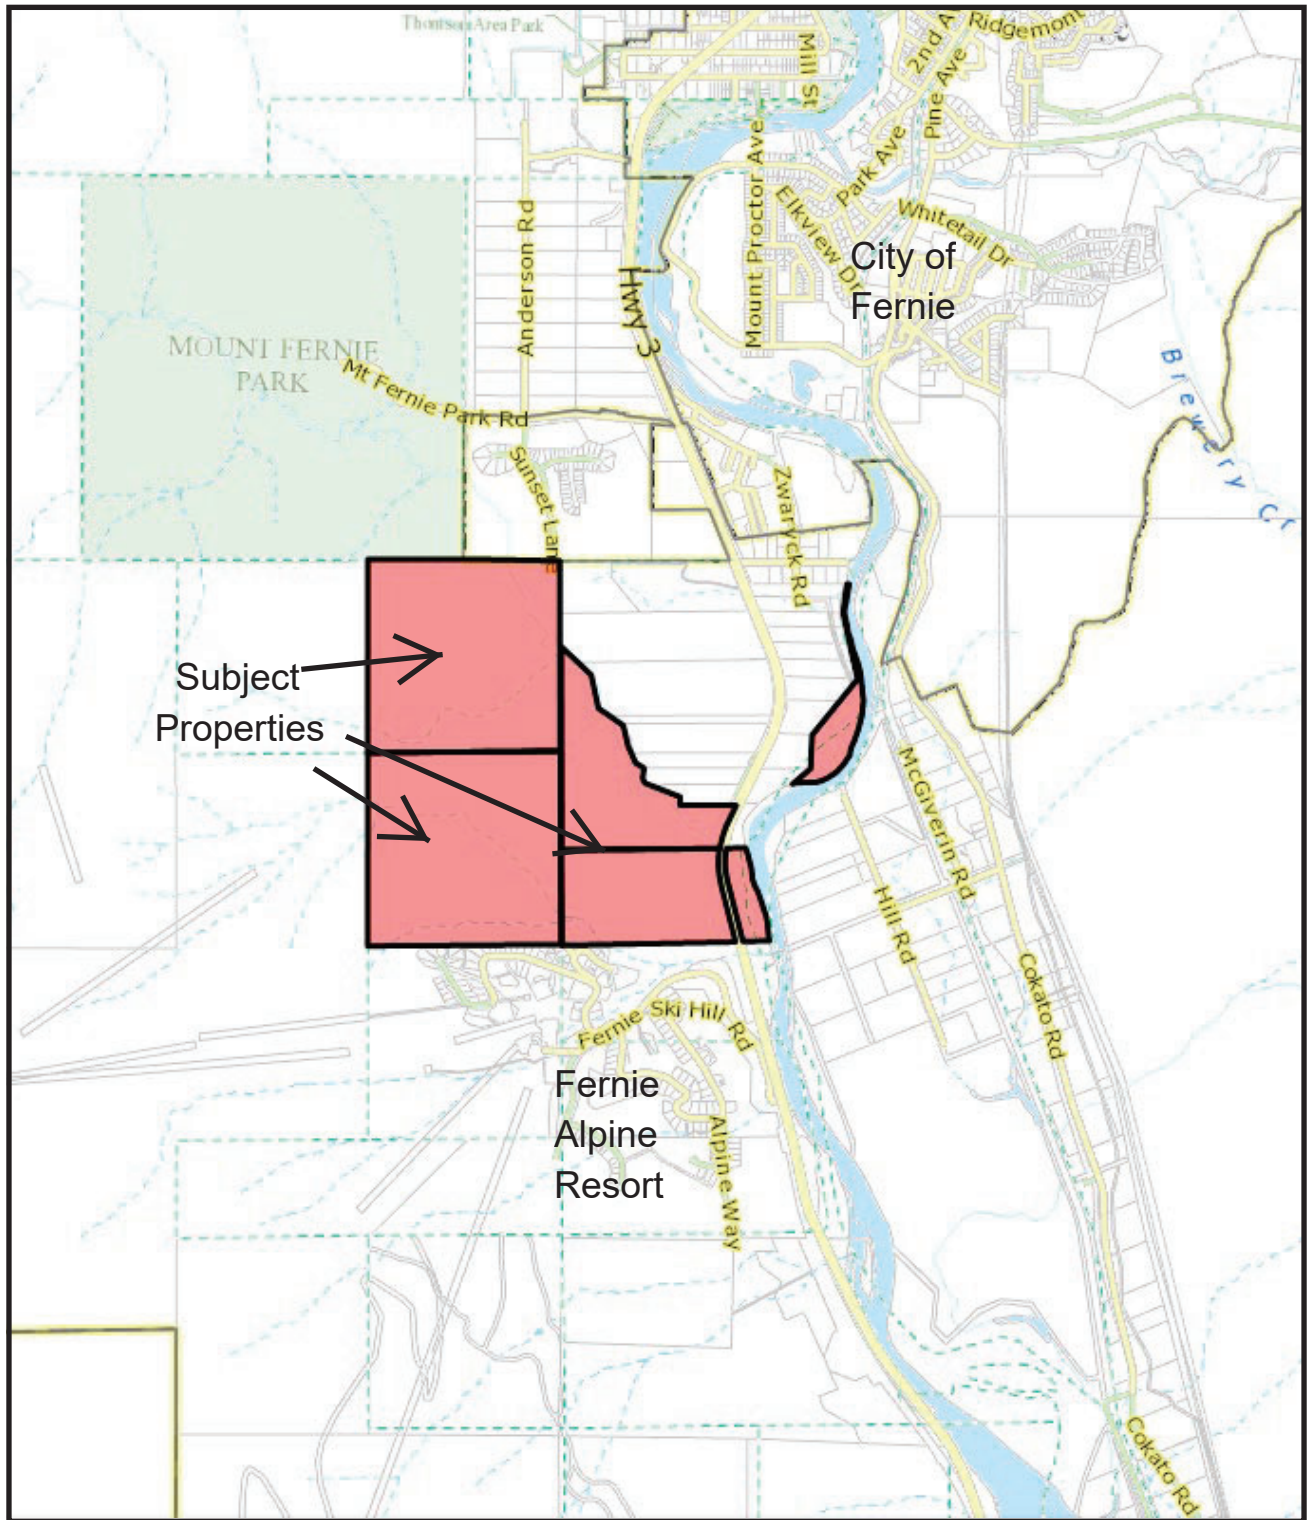 Thomson Area Park
Ridgemont
2nd A
Mill St
Pine Ave
Park Ave
Mount Proctor Ave
Elkview Dr
Whitetail Dr
Anderson Rd
City of
Fernie
Hwy 3
MOUNT FERNIE
PARK
Mt Fernie Park Rd
Brewery Cr
Sunset Lane
Zwaryck Rd
Subject
Properties
McGiverin Rd
Hill Rd
Cokato Rd
Fernie Ski Hill Rd
Fernie
Alpine
Resort
Alpine Way
Cokato Rd